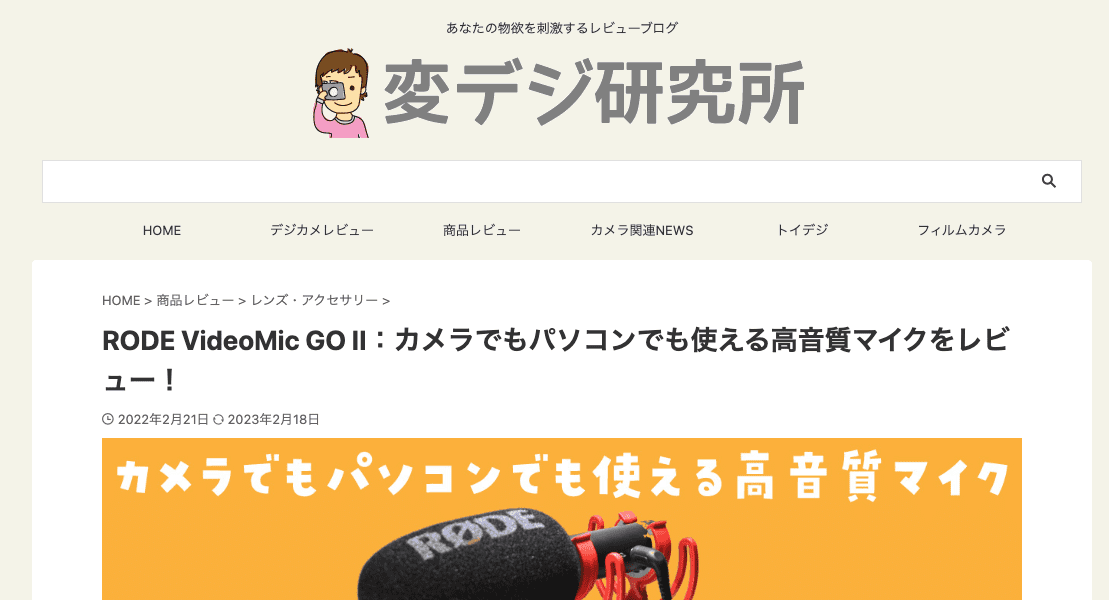 あなたの物欲を刺激するレビューブログ
変デジ研究所
HOME デジカメレビュー 商品レビュー カメラ関連NEWS トイデジ フィルムカメラ
HOME > 商品レビュー > レンズ・アクセサリー >
RODE VideoMic GO II：カメラでもパソコンでも使える高音質マイクをレビ
ュー！
2022年2月21日 2023年2月18日
カメラでもパソコンでも使える高音質マイク
RØDE